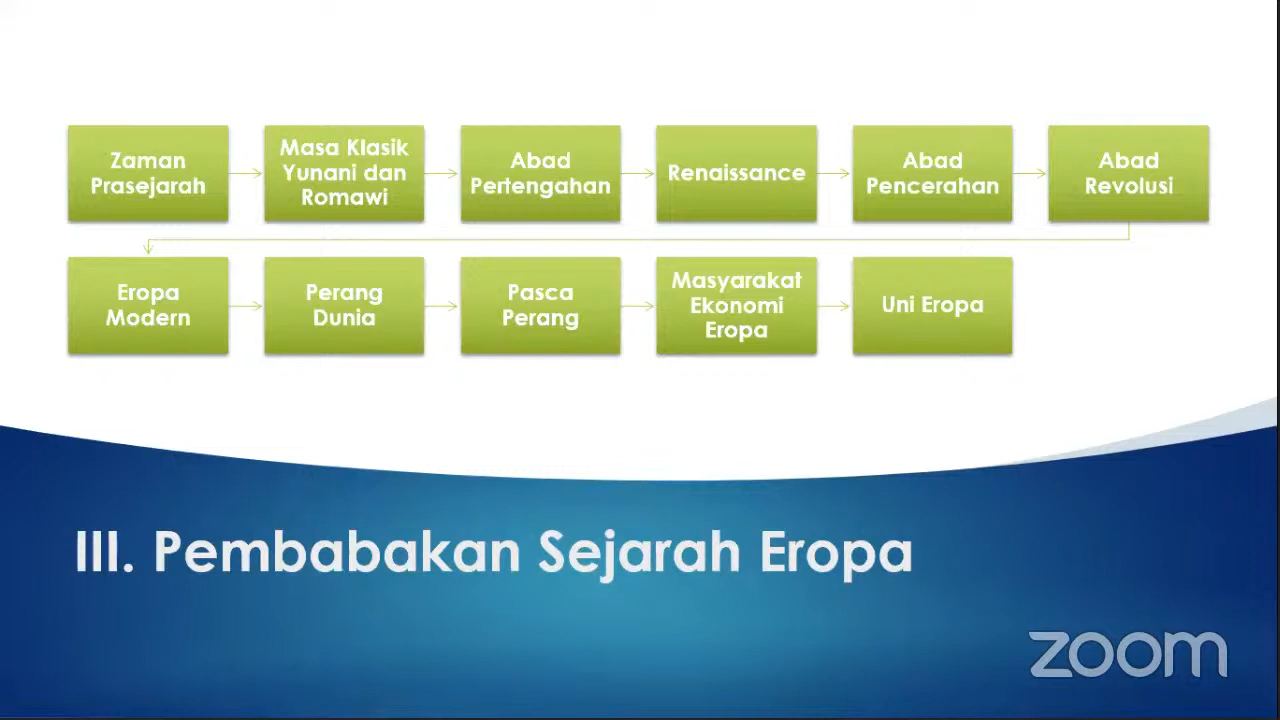 Zaman
Prasejarah
Masa Klasik
Yunani dan
Romawi
Abad
Pertengahan
Renaissance
Abad
Pencerahan
Abad
Revolusi
Eropa
Modern
Perang
Dunia
Pasca
Perang
Masyarakat
Ekonomi
Eropa
Uni Eropa
III. Pembabakan Sejarah Eropa
zoom